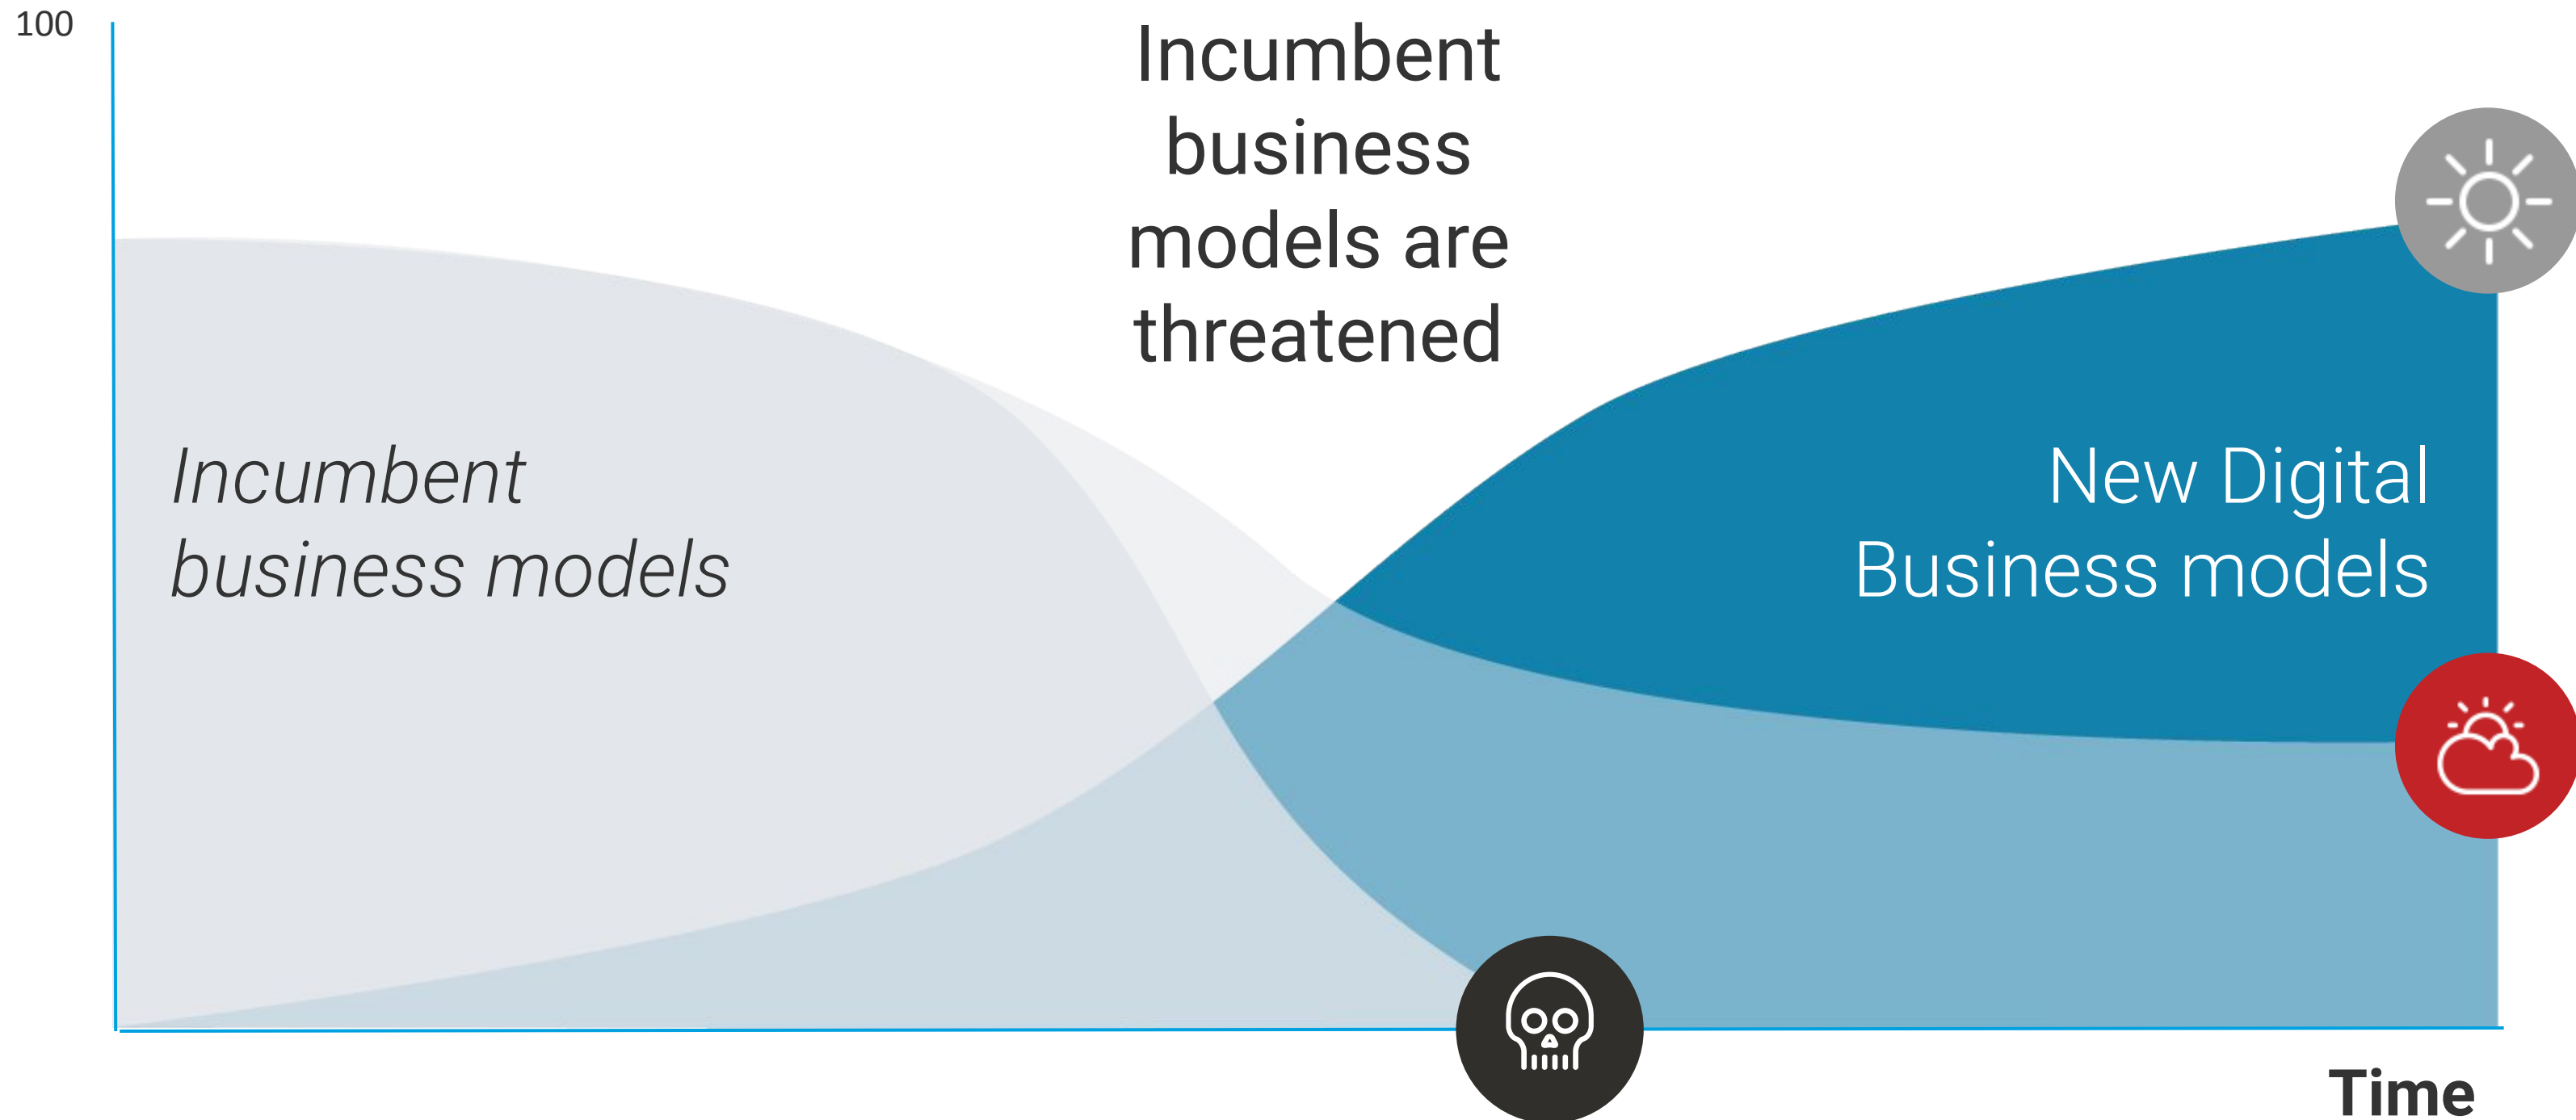 100
Incumbent
business
models are
threatened
Incumbent
business models
New Digital
Business models
Time